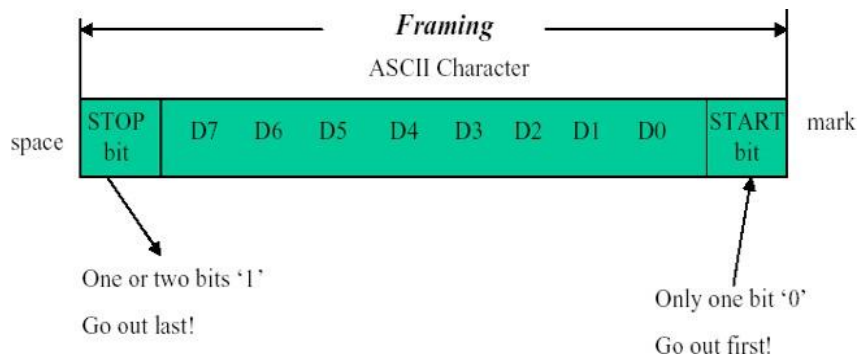 Framing
ASCII Character
space
STOP
bit
D7 D6 D5 D4 D3 D2 D1 D0
START
bit
mark
One or two bits ‘1’
Go out last!
Only one bit ‘0’
Go out first!